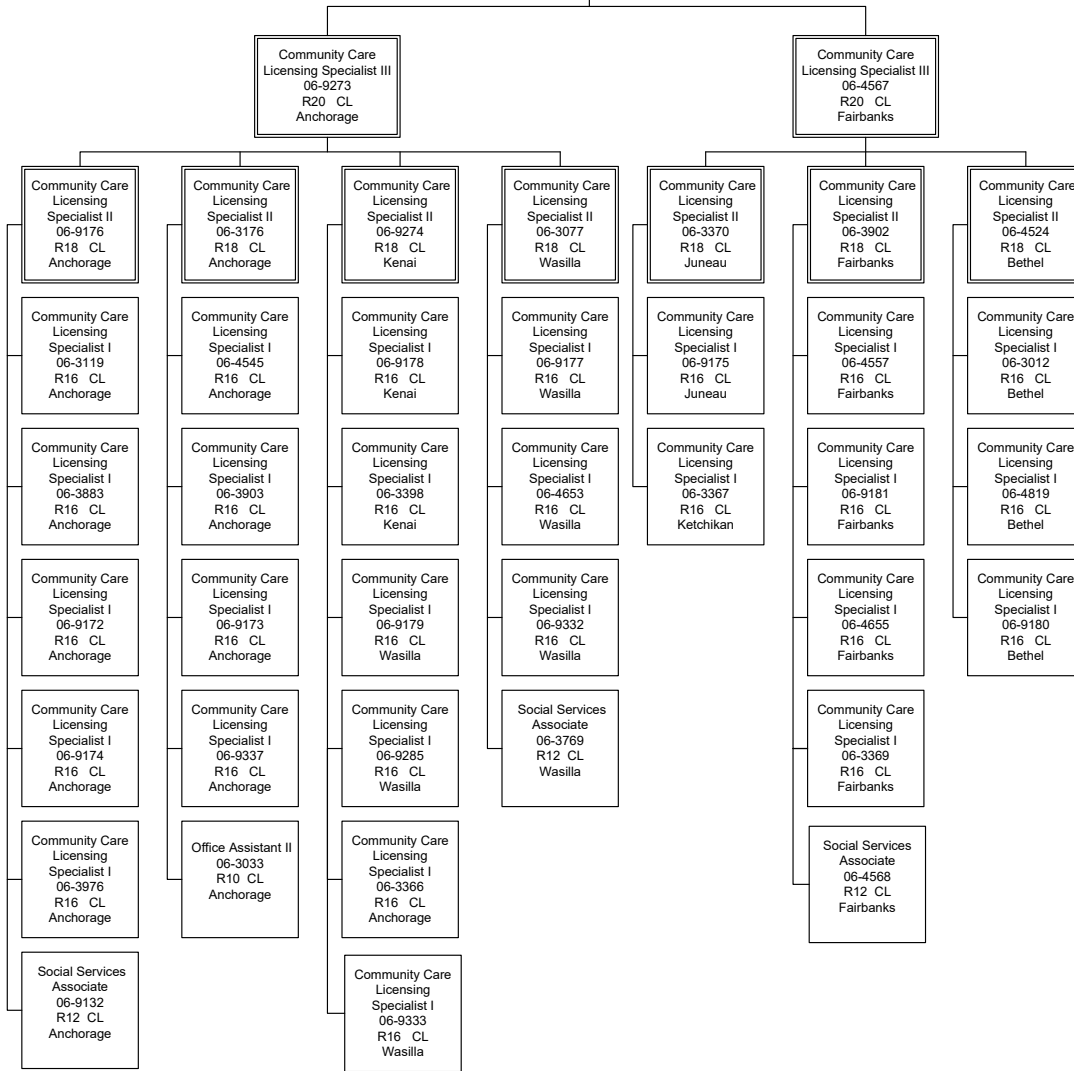 Community Care
Licensing Specialist III
06-9273
R20 CL
Anchorage
Community Care
Licensing Specialist III
06-4567
R20 CL
Fairbanks
Community Care
Licensing
Specialist II
06-9176
R18 CL
Anchorage
Community Care
Licensing
Specialist II
06-3176
R18 CL
Anchorage
Community Care
Licensing
Specialist II
06-9274
R18 CL
Kenai
Community Care
Licensing
Specialist II
06-3077
R18 CL
Wasilla
Community Care
Licensing
Specialist II
06-3370
R18 CL
Juneau
Community Care
Licensing
Specialist II
06-3902
R18 CL
Fairbanks
Community Care
Licensing
Specialist II
06-4524
R18 CL
Bethel
Community Care
Licensing
Specialist I
06-3119
R16 CL
Anchorage
Community Care
Licensing
Specialist I
06-4545
R16 CL
Anchorage
Community Care
Licensing
Specialist I
06-9178
R16 CL
Kenai
Community Care
Licensing
Specialist I
06-9177
R16 CL
Wasilla
Community Care
Licensing
Specialist I
06-9175
R16 CL
Juneau
Community Care
Licensing
Specialist I
06-4557
R16 CL
Fairbanks
Community Care
Licensing
Specialist I
06-3012
R16 CL
Bethel
Community Care
Licensing
Specialist I
06-3883
R16 CL
Anchorage
Community Care
Licensing
Specialist I
06-3903
R16 CL
Anchorage
Community Care
Licensing
Specialist I
06-3398
R16 CL
Kenai
Community Care
Licensing
Specialist I
06-4653
R16 CL
Wasilla
Community Care
Licensing
Specialist I
06-3367
R16 CL
Ketchikan
Community Care
Licensing
Specialist I
06-9181
R16 CL
Fairbanks
Community Care
Licensing
Specialist I
06-4819
R16 CL
Bethel
Community Care
Licensing
Specialist I
06-9172
R16 CL
Anchorage
Community Care
Licensing
Specialist I
06-9173
R16 CL
Anchorage
Community Care
Licensing
Specialist I
06-9179
R16 CL
Wasilla
Community Care
Licensing
Specialist I
06-9332
R16 CL
Wasilla
Community Care
Licensing
Specialist I
06-4655
R16 CL
Fairbanks
Community Care
Licensing
Specialist I
06-9180
R16 CL
Bethel
Community Care
Licensing
Specialist I
06-9174
R16 CL
Anchorage
Community Care
Licensing
Specialist I
06-9337
R16 CL
Anchorage
Community Care
Licensing
Specialist I
06-9285
R16 CL
Wasilla
Social Services
Associate
06-3769
R12 CL
Wasilla
Community Care
Licensing
Specialist I
06-3369
R16 CL
Fairbanks
Community Care
Licensing
Specialist I
06-3976
R16 CL
Anchorage
Office Assistant II
06-3033
R10 CL
Anchorage
Community Care
Licensing
Specialist I
06-3366
R16 CL
Anchorage
Social Services
Associate
06-4568
R12 CL
Fairbanks
Social Services
Associate
06-9132
R12 CL
Anchorage
Community Care
Licensing
Specialist I
06-9333
R16 CL
Wasilla